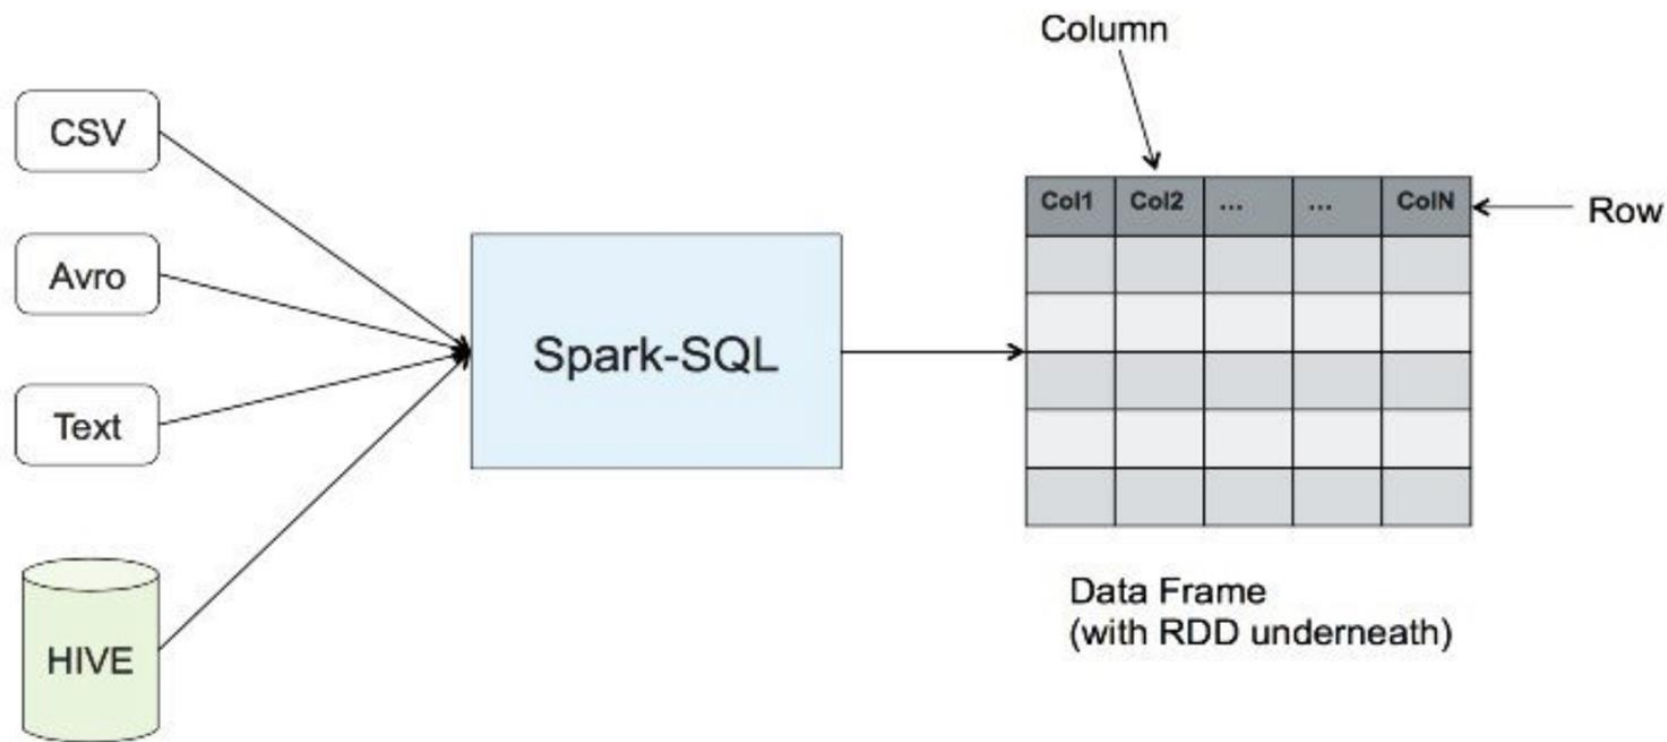 Column
CSV
Col1 Col2 ... ... ColN
Row
Avro
Spark-SQL
Text
Data Frame
(with RDD underneath)
HIVE